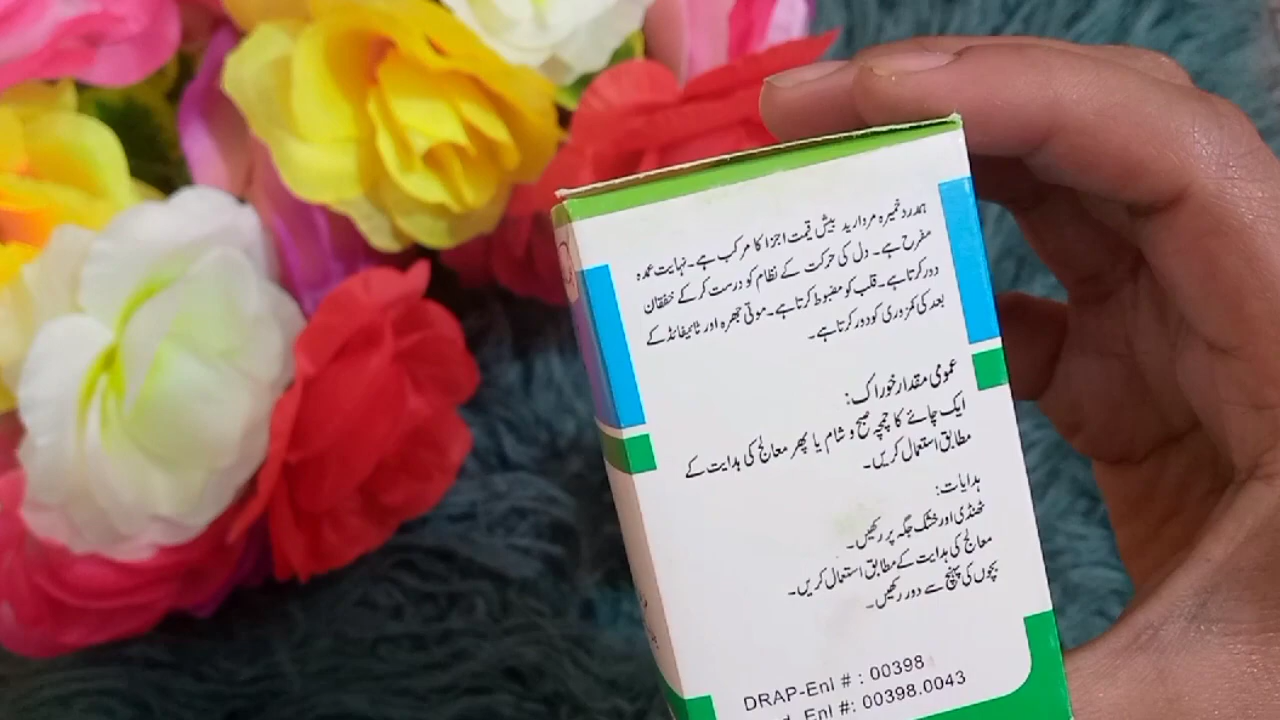 ہمدرد خمیرہ مروارید بیش قیمت اجزا کا مرکب ہے۔ نہایت عمدہ
مفرح ہے۔ دل کی حرکت کے نظام کو درست کر کے خفقان
دور کرتا ہے۔ قلب کو مضبوط کرتا ہے۔ موتی جھرہ اور ٹائیفائڈ کے
بعد کی کمزوری کو دور کرتا ہے۔
عمومی مقدار خوراک:
ایک چائے کا چمچہ صبح و شام یا پھر معالج کی ہدایت کے
مطابق استعمال کریں۔
ہدایات:
ٹھنڈی اور خشک جگہ پر رکھیں۔
معالج کی ہدایت کے مطابق استعمال کریں۔
بچوں کی پہنچ سے دور رکھیں۔
DRAP-Enl # : 00398
Enl #: 00398.0043